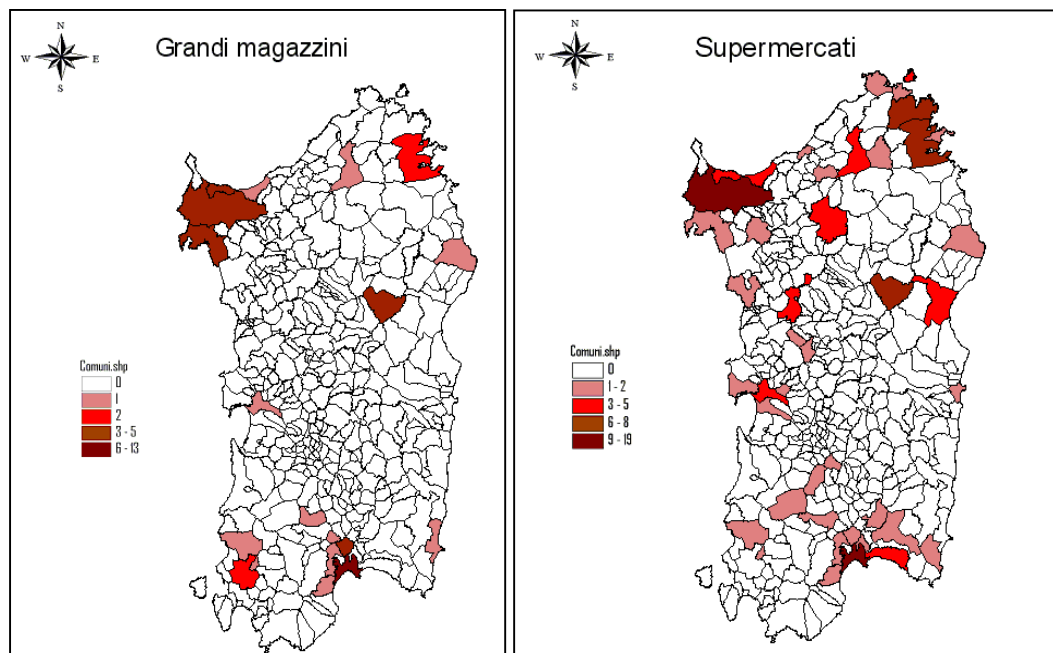 N
W E
S
Grandi magazzini
Comuni.shp
0
1
2
3 - 5
6 - 13
N
W E
S
Supermercati
Comuni.shp
0
1 - 2
3 - 5
6 - 8
9 - 19